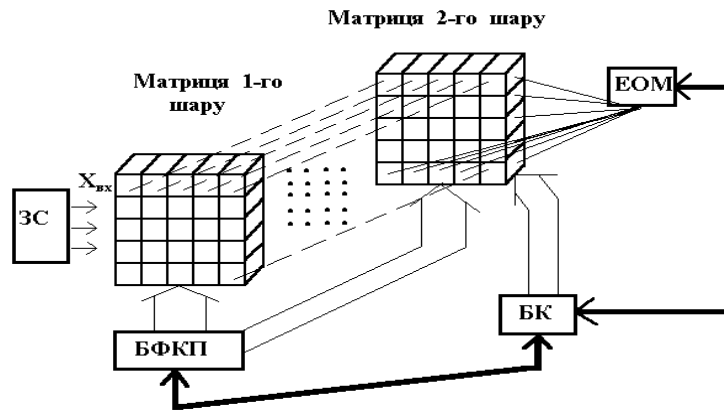 Матриця 2-го шару
Матриця 1-го
шару
ЕОМ
Xвх
ЗС
БК
БФКП